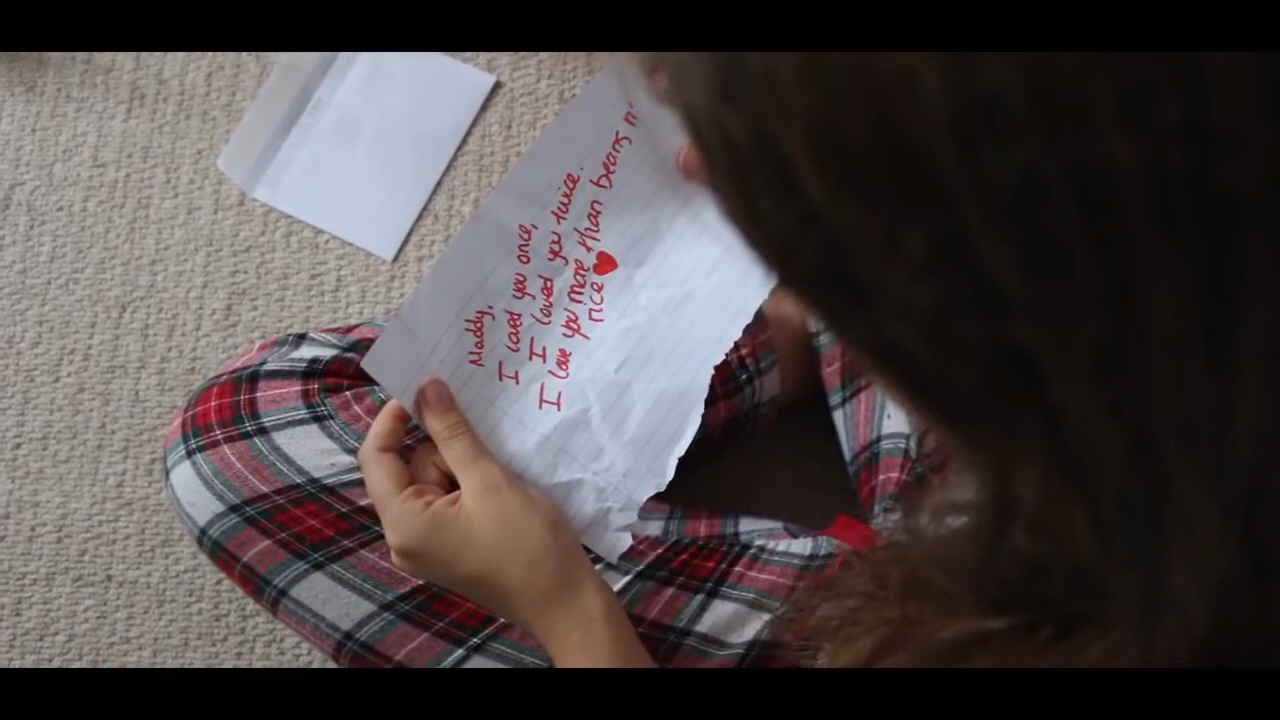 Maddy,
I loved you once,
I loved you twice.
I love you more than beans n'
rice